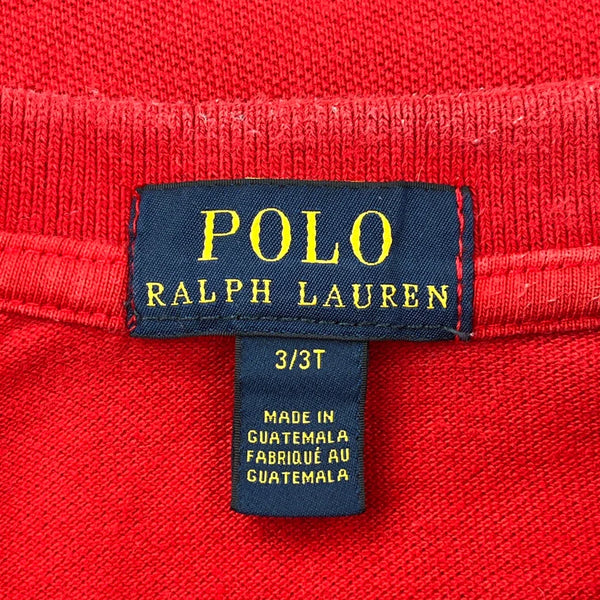 POLO
RALPH LAUREN
3/3T
MADE IN
GUATEMALA
FABRIQUÉ AU
GUATEMALA